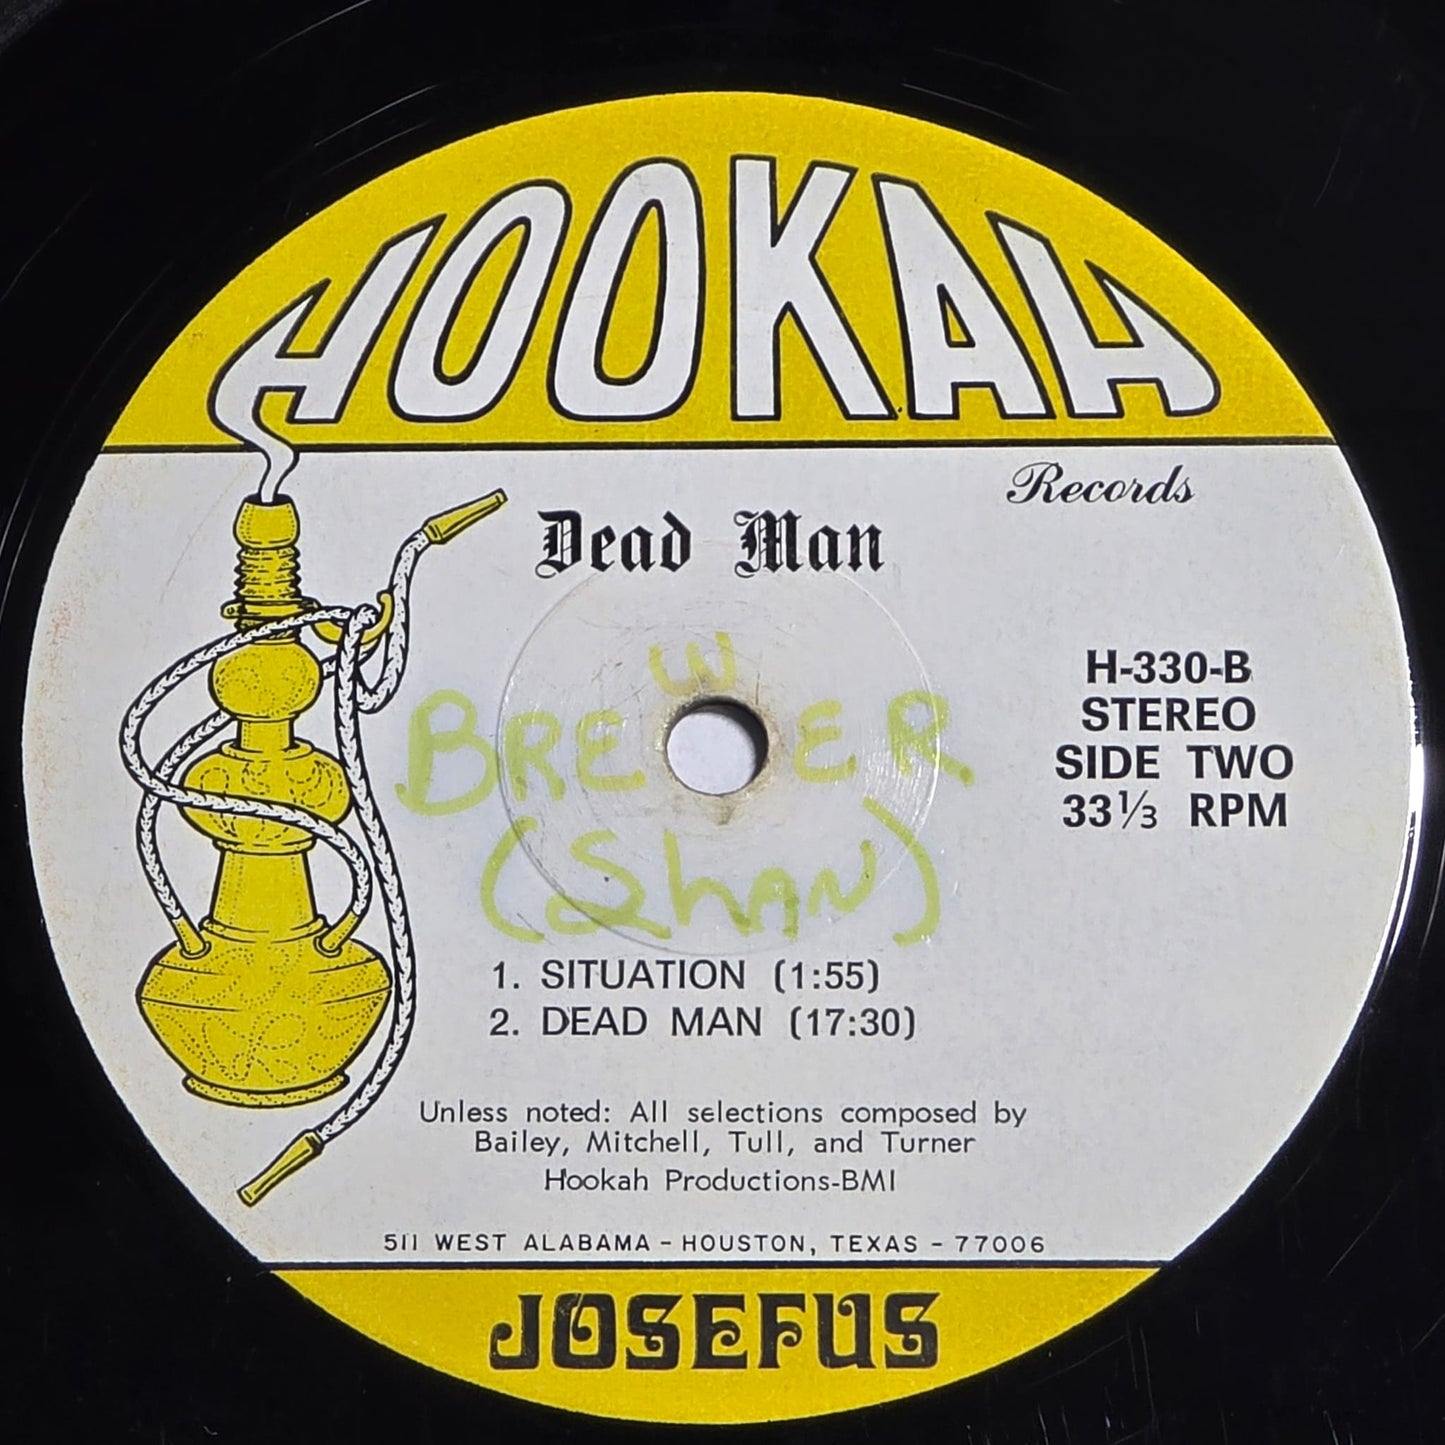 HOOKAH
Records
Dead Man
H-330-B
STEREO
SIDE TWO
33⅓ RPM
BREWER
(Shan)
1. SITUATION (1:55)
2. DEAD MAN (17:30)
Unless noted: All selections composed by
Bailey, Mitchell, Tull, and Turner
Hookah Productions-BMI
511 WEST ALABAMA - HOUSTON, TEXAS - 77006
JOSEFUS